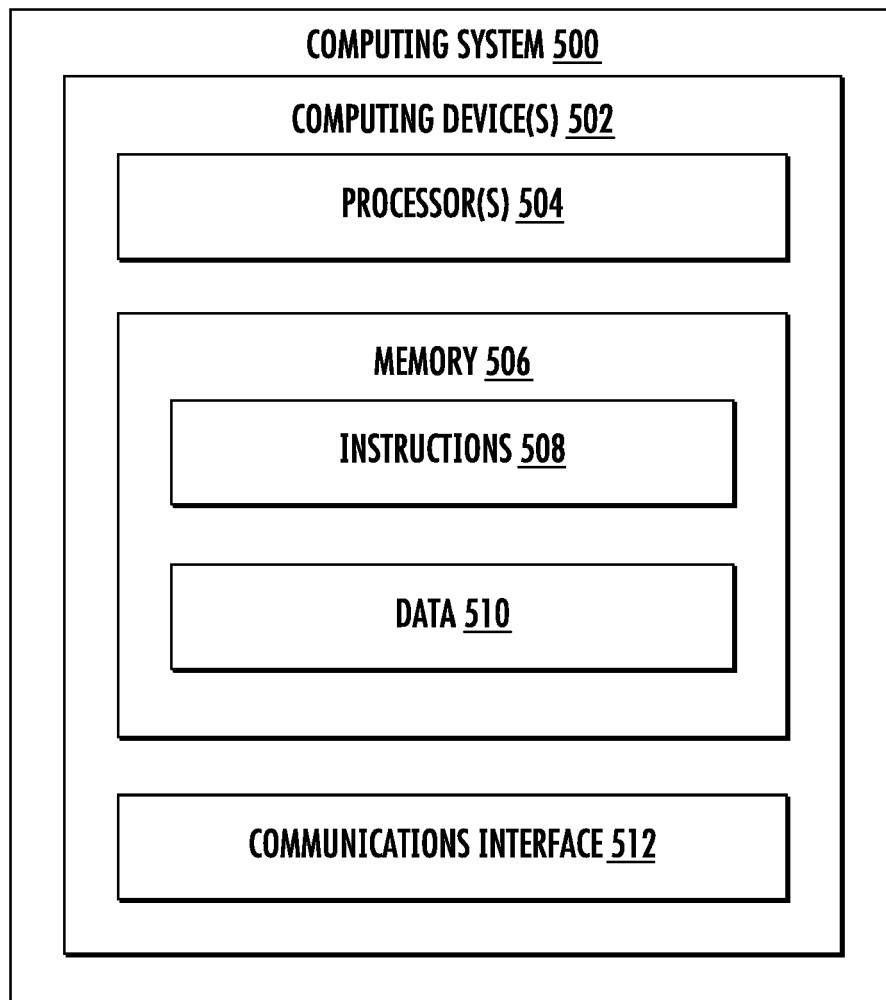 COMPUTING SYSTEM 500
COMPUTING DEVICE(S) 502
PROCESSOR(S) 504
MEMORY 506
INSTRUCTIONS 508
DATA 510
COMMUNICATIONS INTERFACE 512